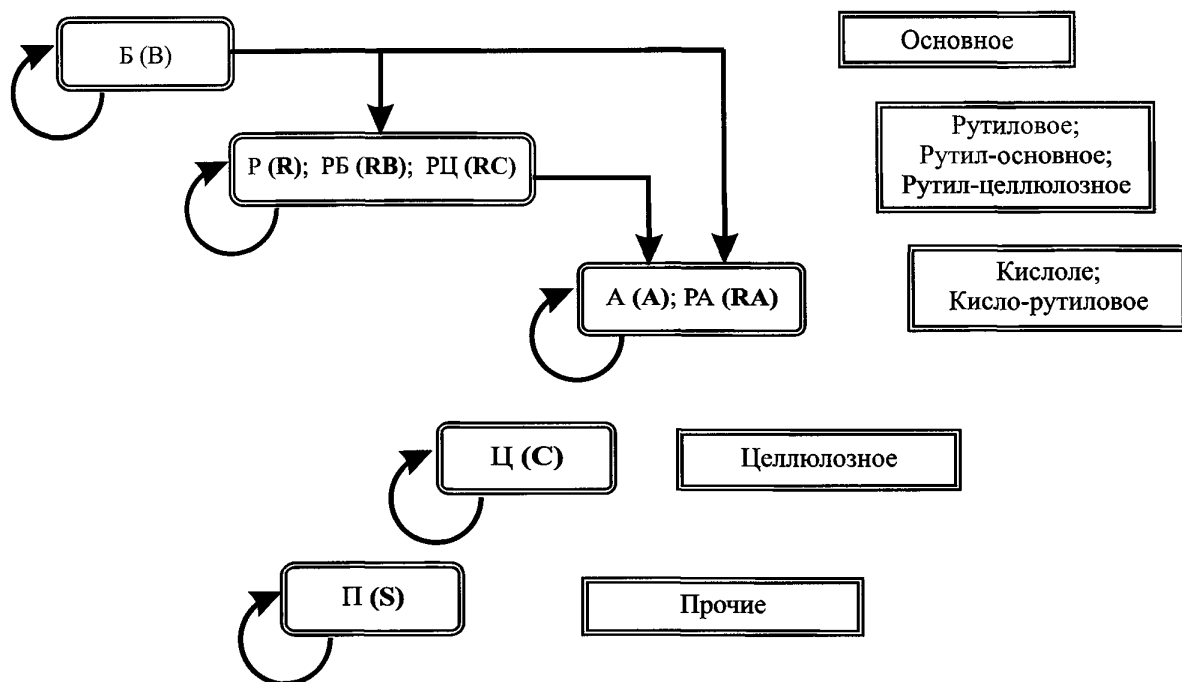 Б (В)
Основное
Р (R); РБ (RB); РЦ (RC)
Рутиловое;
Рутил-основное;
Рутил-целлюлозное
А (A); РА (RA)
Кислоле;
Кисло-рутиловое
Ц (C)
Целлюлозное
П (S)
Прочие